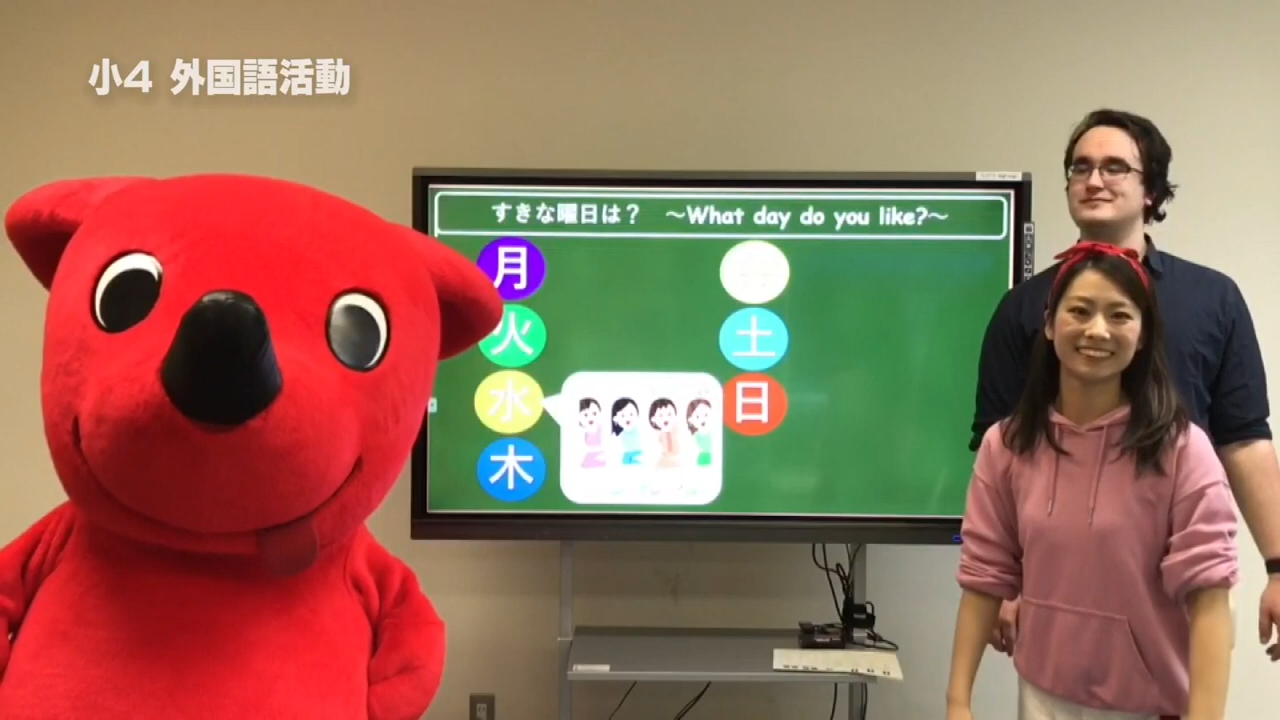 小4 外国語活動
すきな曜日は？ ～What day do you like?～
月
火
水
木
土
日